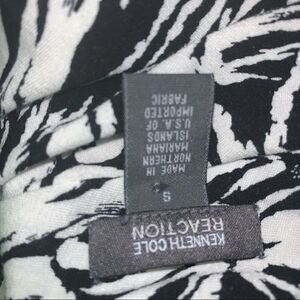 KENNETH COLE
REACTION
S
MADE IN
NORTHERN
MARIANA
ISLANDS
U.S.A. OF
IMPORTED
FABRIC